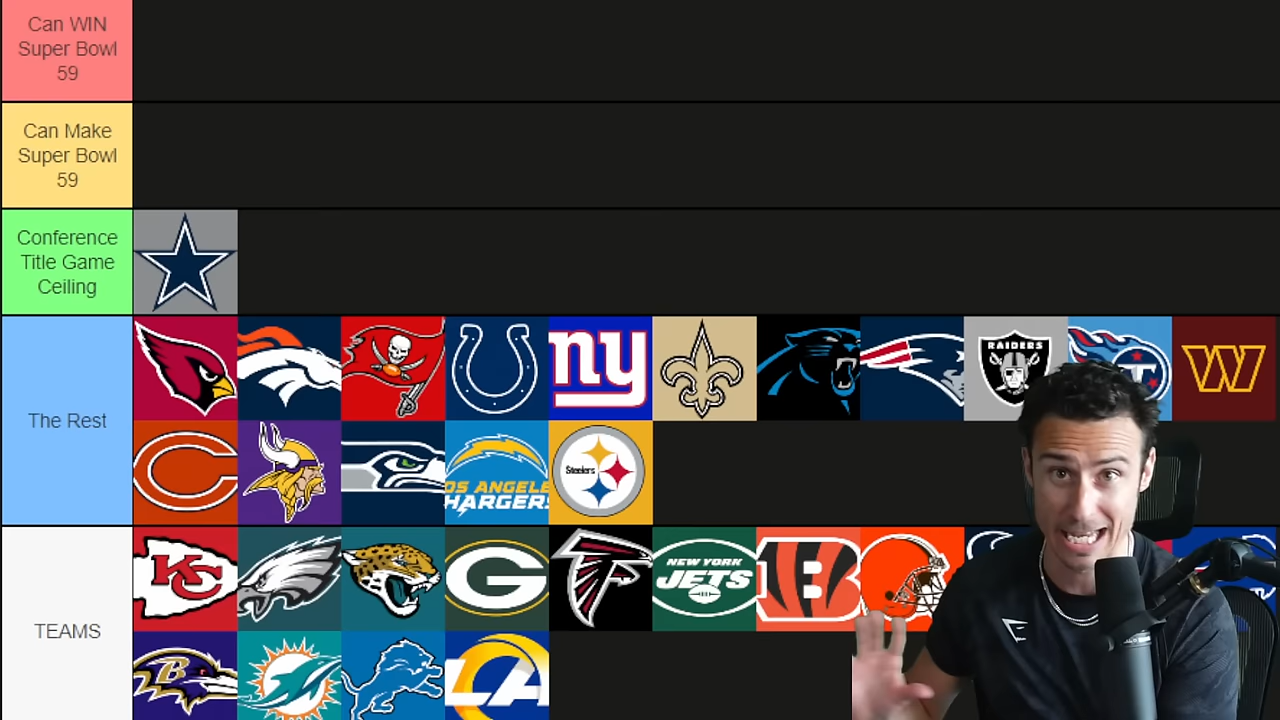 Can WIN
Super Bowl
59
Can Make
Super Bowl
59
Conference
Title Game
Ceiling
The Rest
ny
RAIDERS
T
W
C
OS ANGELE
HARGERS
Steelers
TEAMS
KC
G
NEW YORK
JETS
B
B
LA